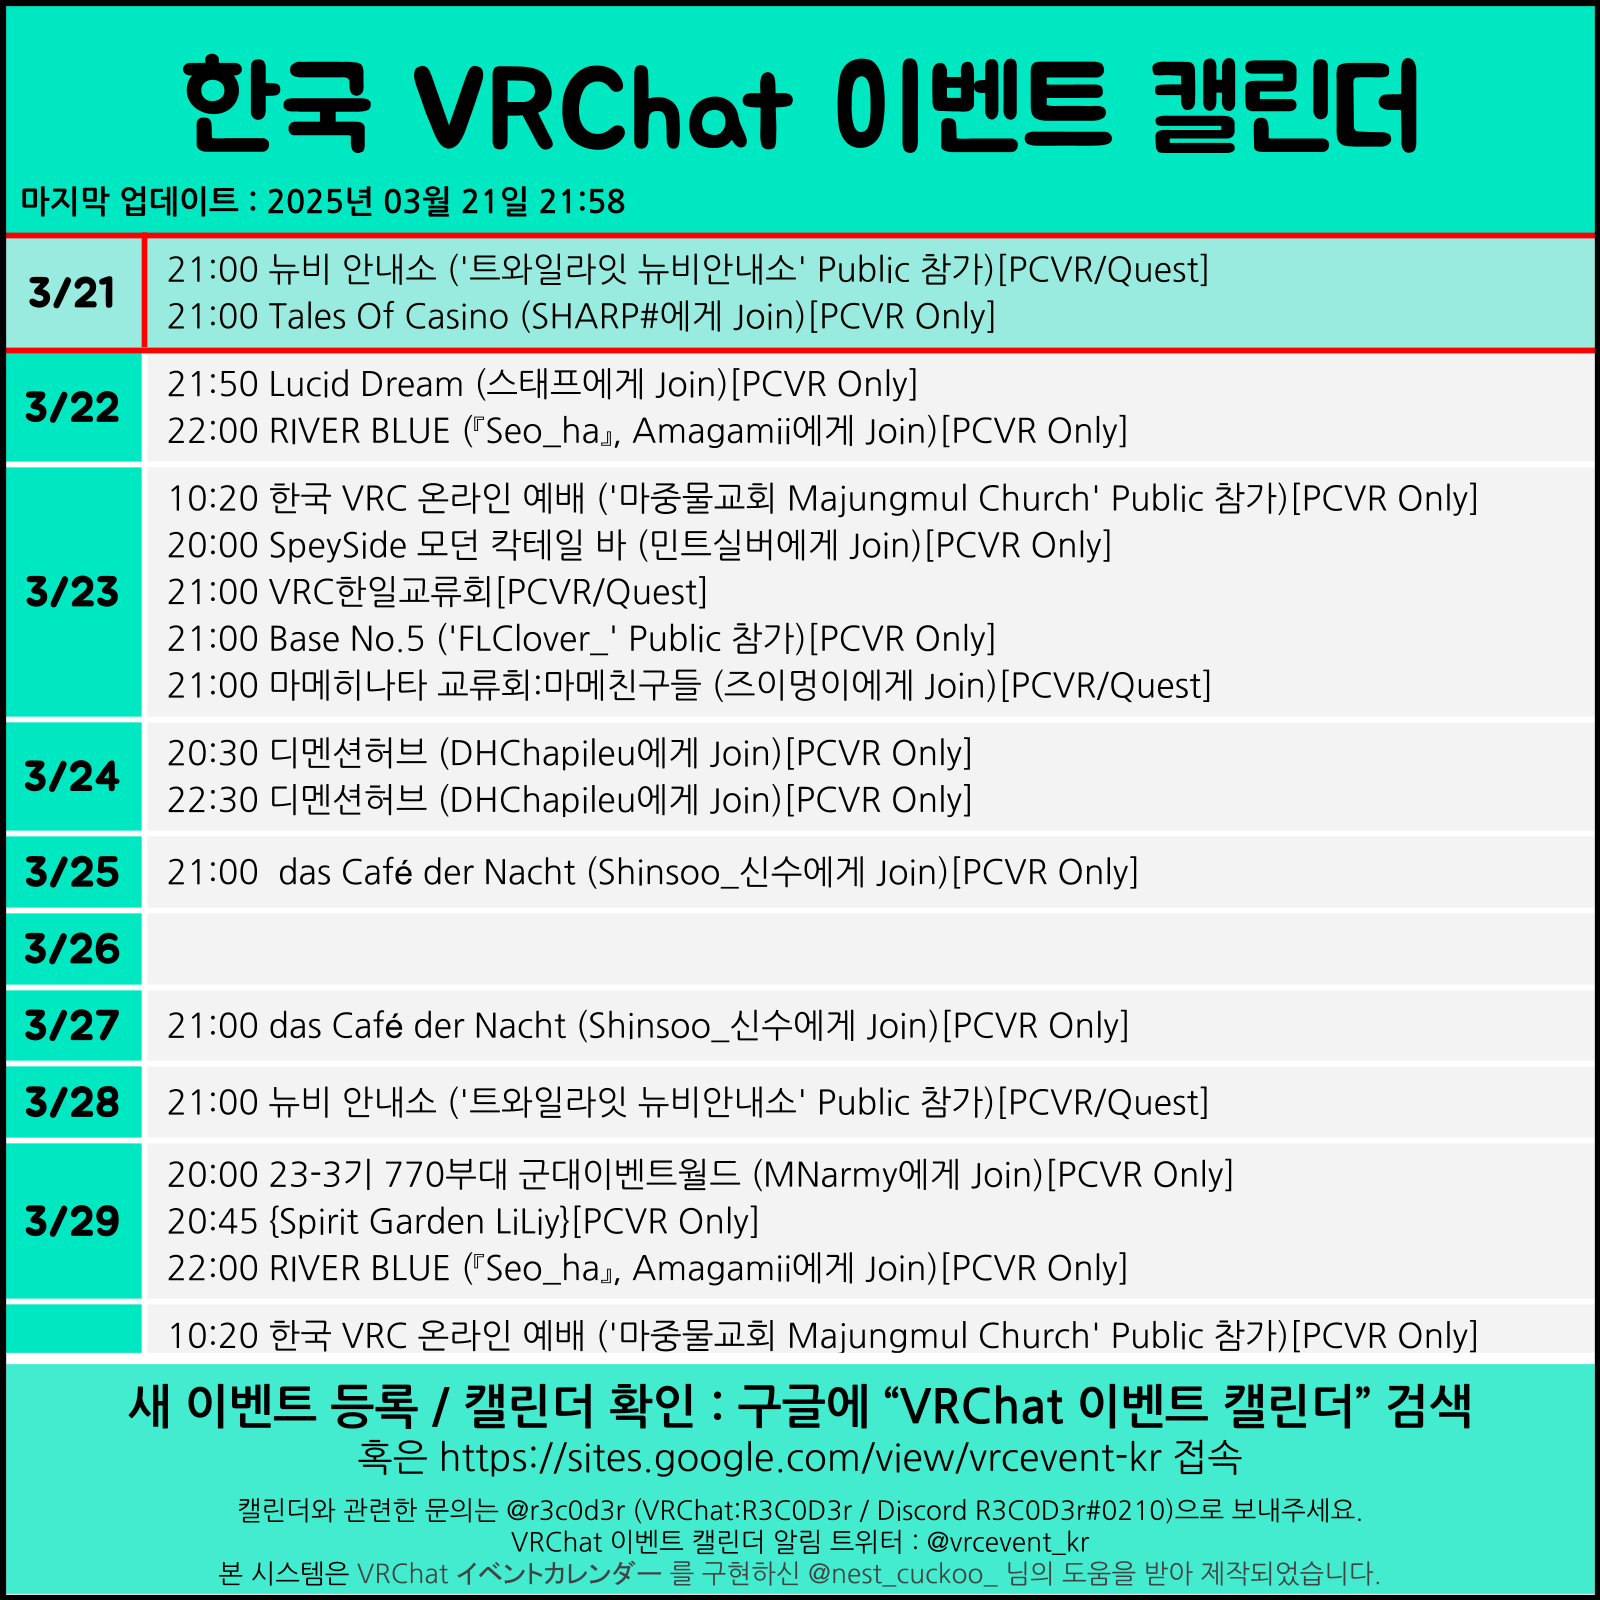 한국 VRChat 이벤트 캘린더
마지막 업데이트 : 2025년 03월 21일 21:58
3/21
21:00 뉴비 안내소 ('트와일라잇 뉴비안내소' Public 참가)[PCVR/Quest]
21:00 Tales Of Casino (SHARP#에게 Join)[PCVR Only]
3/22
21:50 Lucid Dream (스태프에게 Join)[PCVR Only]
22:00 RIVER BLUE (『Seo_ha』, Amagamii에게 Join)[PCVR Only]
3/23
10:20 한국 VRC 온라인 예배 ('마중물교회 Majungmul Church' Public 참가)[PCVR Only]
20:00 SpeySide 모던 칵테일 바 (민트실버에게 Join)[PCVR Only]
21:00 VRC한일교류회[PCVR/Quest]
21:00 Base No.5 ('FLClover_' Public 참가)[PCVR Only]
21:00 마메히나타 교류회:마메친구들 (즈이멍이에게 Join)[PCVR/Quest]
3/24
20:30 디멘션허브 (DHChapileu에게 Join)[PCVR Only]
22:30 디멘션허브 (DHChapileu에게 Join)[PCVR Only]
3/25
21:00  das Café der Nacht (Shinsoo_신수에게 Join)[PCVR Only]
3/26
3/27
21:00 das Café der Nacht (Shinsoo_신수에게 Join)[PCVR Only]
3/28
21:00 뉴비 안내소 ('트와일라잇 뉴비안내소' Public 참가)[PCVR/Quest]
3/29
20:00 23-3기 770부대 군대이벤트월드 (MNarmy에게 Join)[PCVR Only]
20:45 {Spirit Garden LiLiy}[PCVR Only]
22:00 RIVER BLUE (『Seo_ha』, Amagamii에게 Join)[PCVR Only]
10:20 한국 VRC 온라인 예배 ('마중물교회 Majungmul Church' Public 참가)[PCVR Only]
새 이벤트 등록 / 캘린더 확인 : 구글에 “VRChat 이벤트 캘린더” 검색
혹은 https://sites.google.com/view/vrcevent-kr 접속
캘린더와 관련한 문의는 @r3c0d3r (VRChat:R3C0D3r / Discord R3C0D3r#0210)으로 보내주세요.
VRChat 이벤트 캘린더 알림 트위터 : @vrcevent_kr
본 시스템은 VRChat イベントカレンダー 를 구현하신 @nest_cuckoo_ 님의 도움을 받아 제작되었습니다.